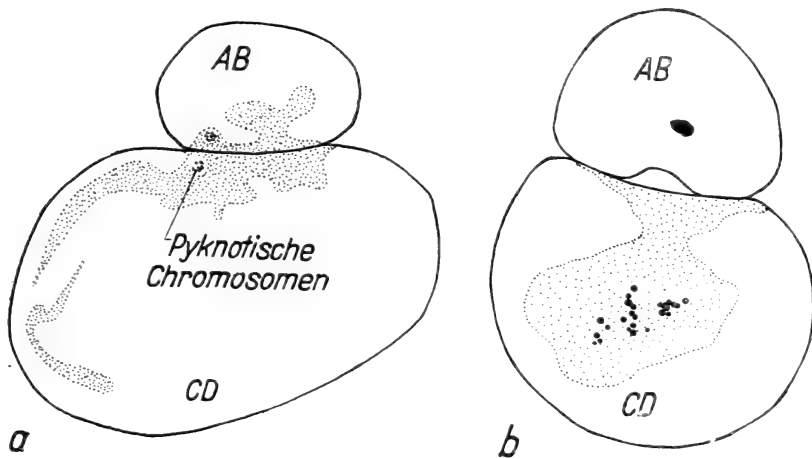 AB
Pyknotische
Chromosomen
CD
a
AB
CD
b